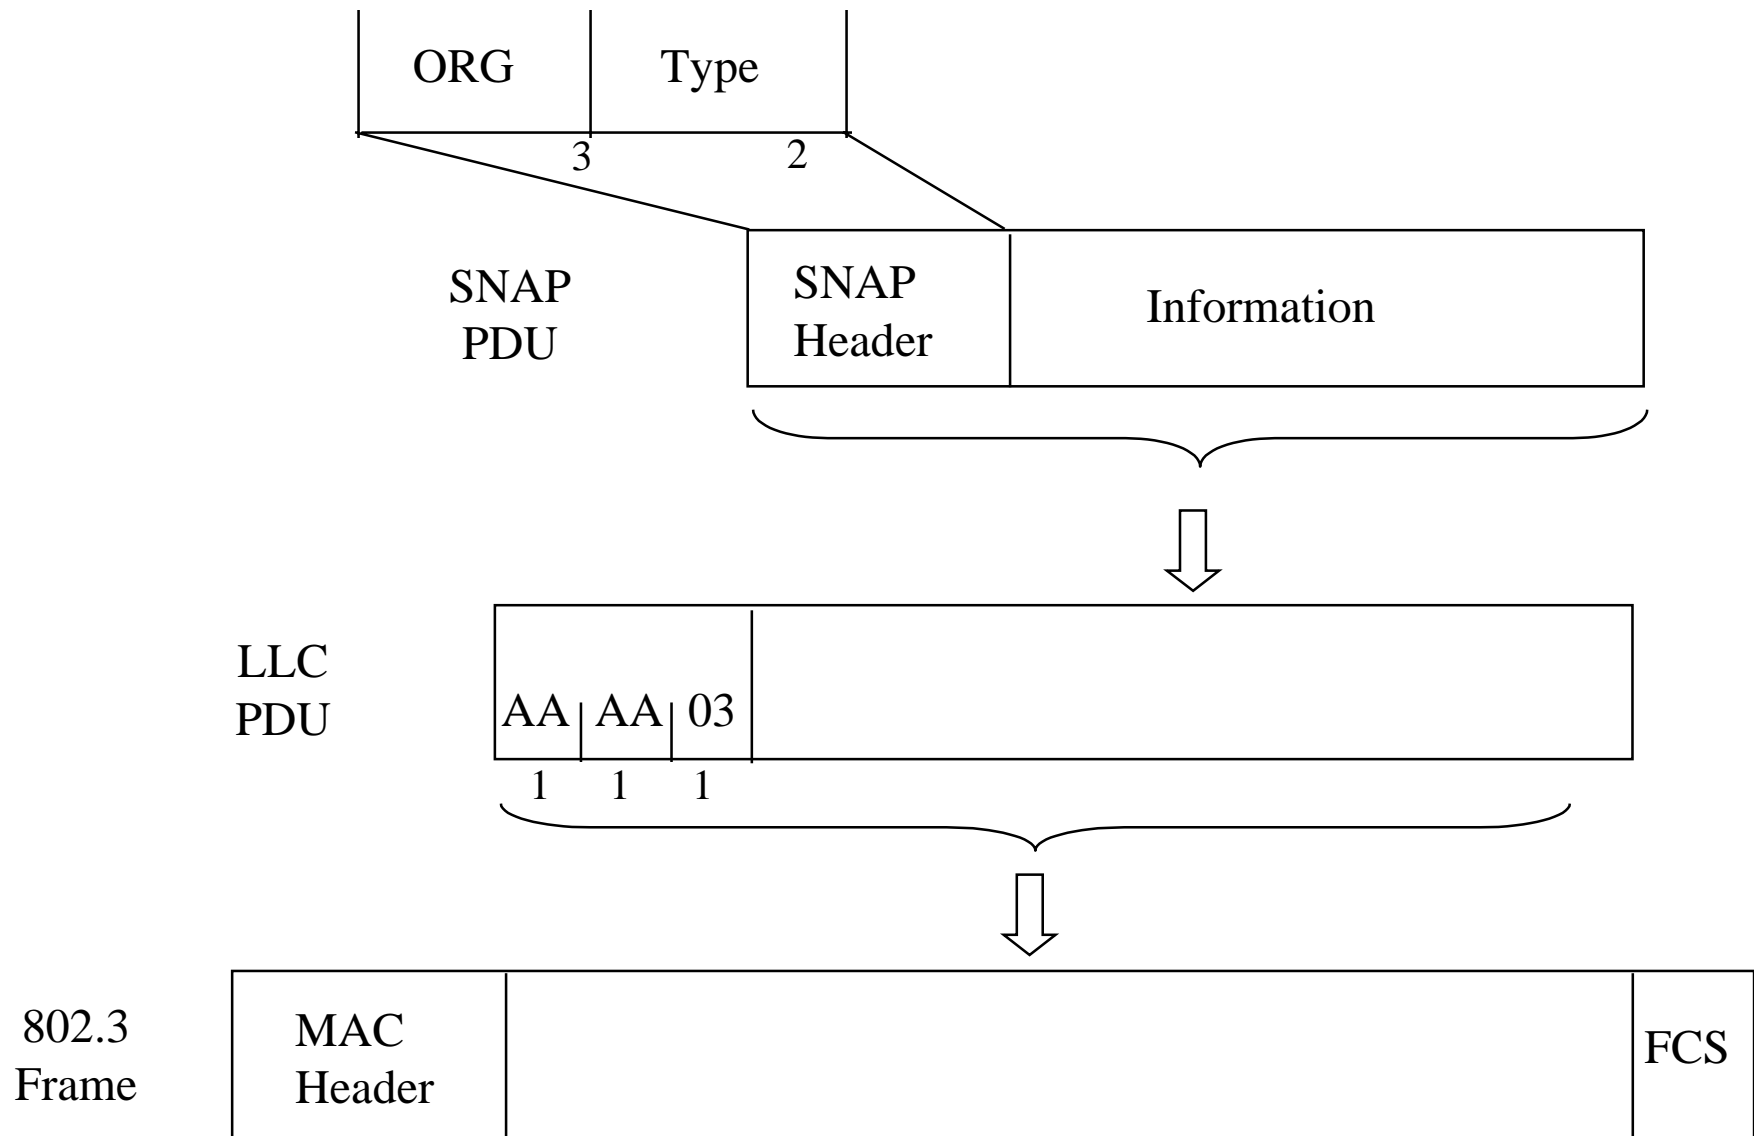 ORG Type
3 2
SNAP
PDU
SNAP
Header
Information
LLC
PDU
AA AA 03
1 1 1
802.3
Frame
MAC
Header
FCS